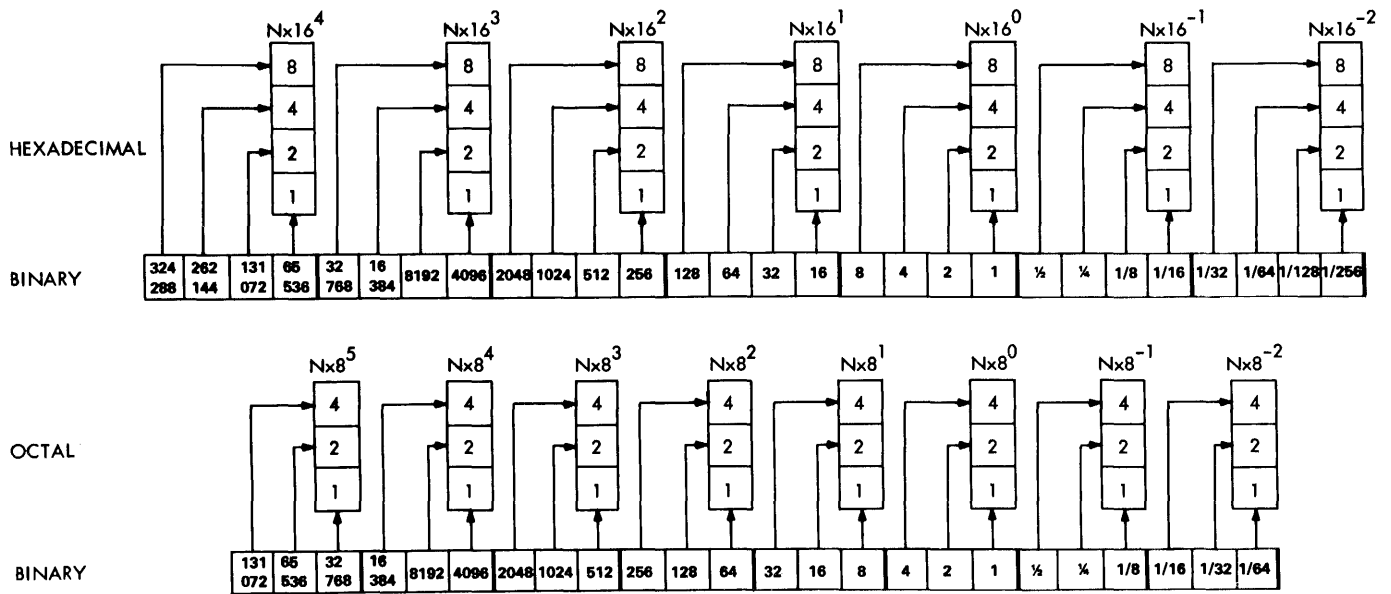 Nx16^4 Nx16^3 Nx16^2 Nx16^1 Nx16^0 Nx16^-1 Nx16^-2
8 8 8 8 8 8 8
4 4 4 4 4 4 4
HEXADECIMAL 2 2 2 2 2 2 2
1 1 1 1 1 1 1
BINARY 324 288 262 144 131 072 65 536 32 768 16 384 8192 4096 2048 1024 512 256 128 64 32 16 8 4 2 1 ½ ¼ 1/8 1/16 1/32 1/64 1/128 1/256
Nx8^5 Nx8^4 Nx8^3 Nx8^2 Nx8^1 Nx8^0 Nx8^-1 Nx8^-2
4 4 4 4 4 4 4 4
OCTAL 2 2 2 2 2 2 2 2
1 1 1 1 1 1 1 1
BINARY 131 072 65 536 32 768 16 384 8192 4096 2048 1024 512 256 128 64 32 16 8 4 2 1 ½ ¼ 1/8 1/16 1/32 1/64